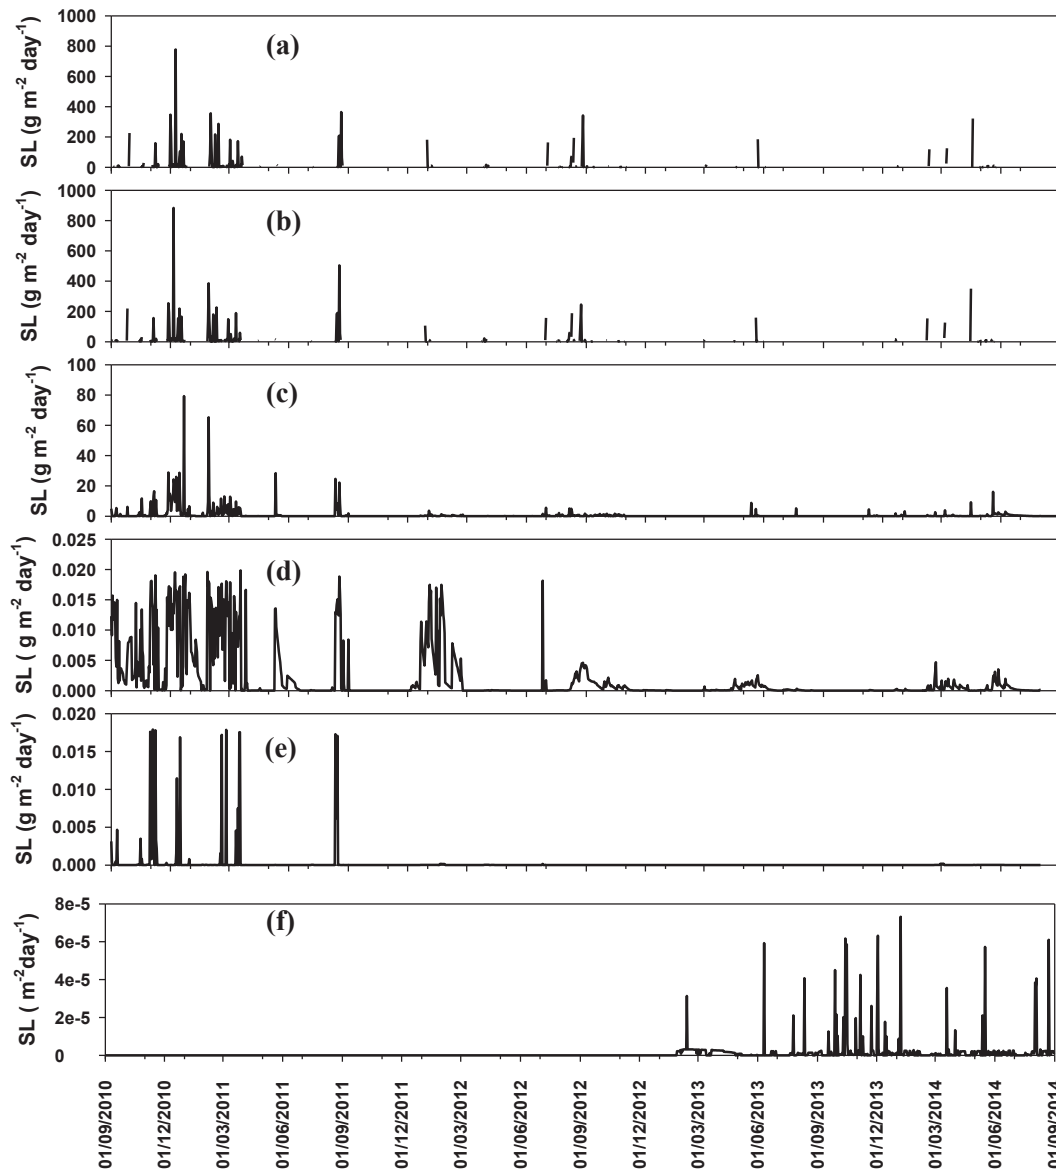 (a)
SL (g m-2 day-1)
1000
800
600
400
200
0
(b)
SL (g m-2 day-1)
1000
800
600
400
200
0
(c)
SL (g m-2 day-1)
100
80
60
40
20
0
(d)
SL ( g m-2 day-1)
0.025
0.020
0.015
0.010
0.005
0.000
(e)
SL (g m-2 day-1)
0.020
0.015
0.010
0.005
0.000
(f)
SL ( m-2day-1)
8e-5
6e-5
4e-5
2e-5
0
01/09/2010
01/12/2010
01/03/2011
01/06/2011
01/09/2011
01/12/2011
01/03/2012
01/06/2012
01/09/2012
01/12/2012
01/03/2013
01/06/2013
01/09/2013
01/12/2013
01/03/2014
01/06/2014
01/09/2014